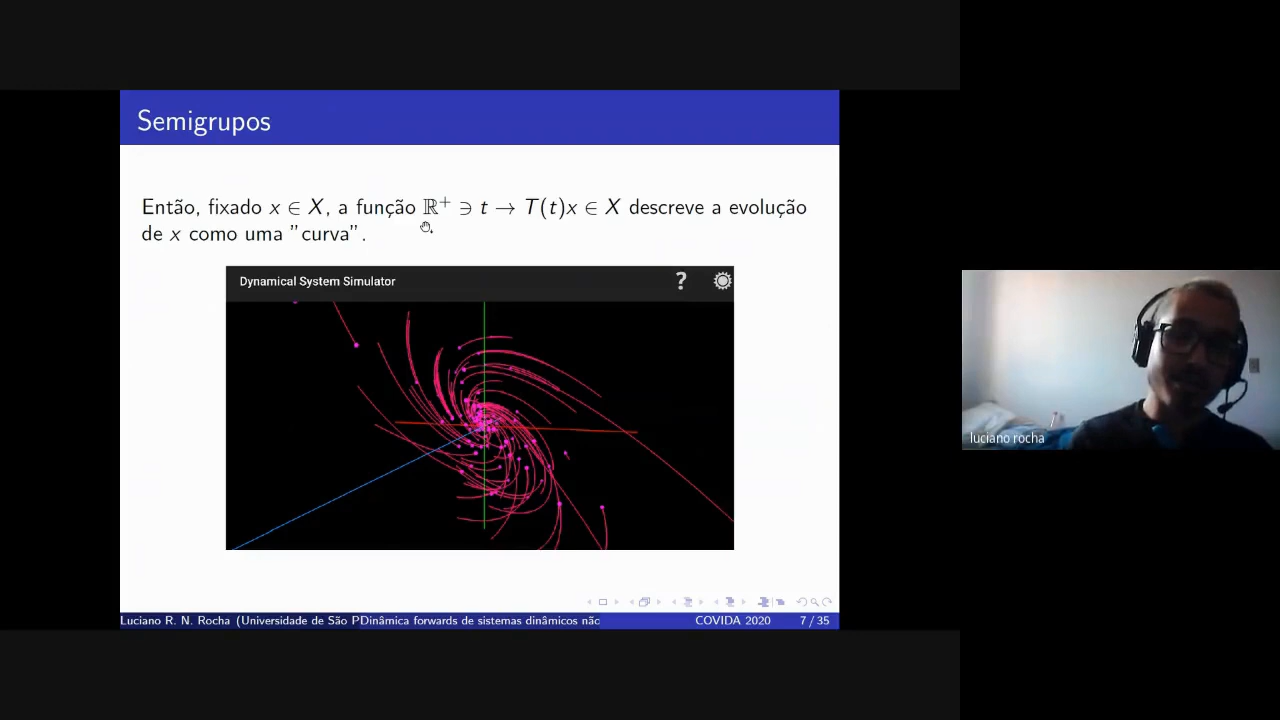 Semigrupos
Então, fixado x ∈ X, a função ℝ⁺ ∋ t → T(t)x ∈ X descreve a evolução
de x como uma "curva".
Dynamical System Simulator
?
luciano rocha
Luciano R. N. Rocha (Universidade de São P
Dinâmica forwards de sistemas dinâmicos nãc
COVIDA 2020
7 / 35